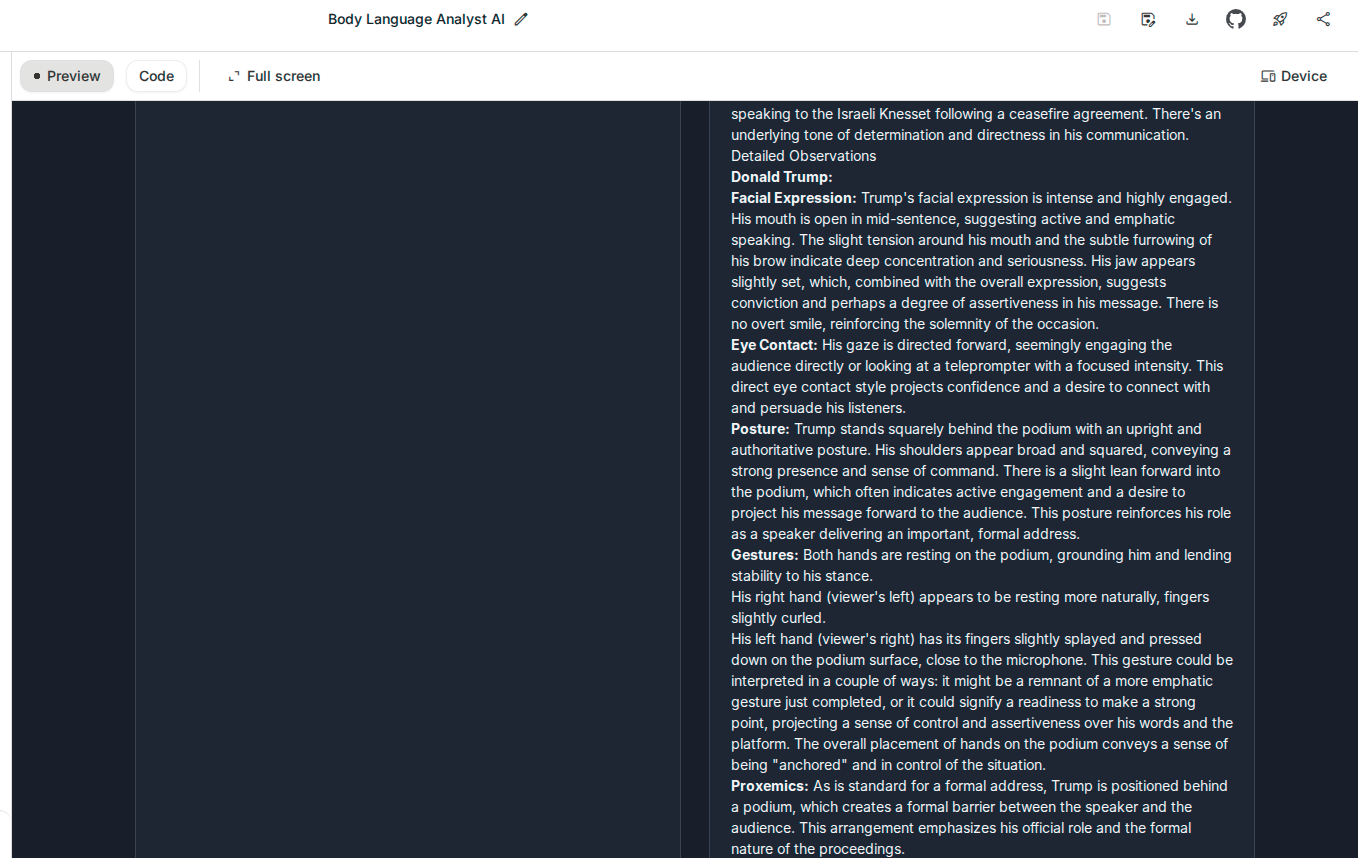 Body Language Analyst AI
Preview
Code
Full screen
Device
speaking to the Israeli Knesset following a ceasefire agreement. There's an
underlying tone of determination and directness in his communication.
Detailed Observations
Donald Trump:
Facial Expression: Trump's facial expression is intense and highly engaged.
His mouth is open in mid-sentence, suggesting active and emphatic
speaking. The slight tension around his mouth and the subtle furrowing of
his brow indicate deep concentration and seriousness. His jaw appears
slightly set, which, combined with the overall expression, suggests
conviction and perhaps a degree of assertiveness in his message. There is
no overt smile, reinforcing the solemnity of the occasion.
Eye Contact: His gaze is directed forward, seemingly engaging the
audience directly or looking at a teleprompter with a focused intensity. This
direct eye contact style projects confidence and a desire to connect with
and persuade his listeners.
Posture: Trump stands squarely behind the podium with an upright and
authoritative posture. His shoulders appear broad and squared, conveying a
strong presence and sense of command. There is a slight lean forward into
the podium, which often indicates active engagement and a desire to
project his message forward to the audience. This posture reinforces his role
as a speaker delivering an important, formal address.
Gestures: Both hands are resting on the podium, grounding him and lending
stability to his stance.
His right hand (viewer's left) appears to be resting more naturally, fingers
slightly curled.
His left hand (viewer's right) has its fingers slightly splayed and pressed
down on the podium surface, close to the microphone. This gesture could be
interpreted in a couple of ways: it might be a remnant of a more emphatic
gesture just completed, or it could signify a readiness to make a strong
point, projecting a sense of control and assertiveness over his words and the
platform. The overall placement of hands on the podium conveys a sense of
being "anchored" and in control of the situation.
Proxemics: As is standard for a formal address, Trump is positioned behind
a podium, which creates a formal barrier between the speaker and the
audience. This arrangement emphasizes his official role and the formal
nature of the proceedings.